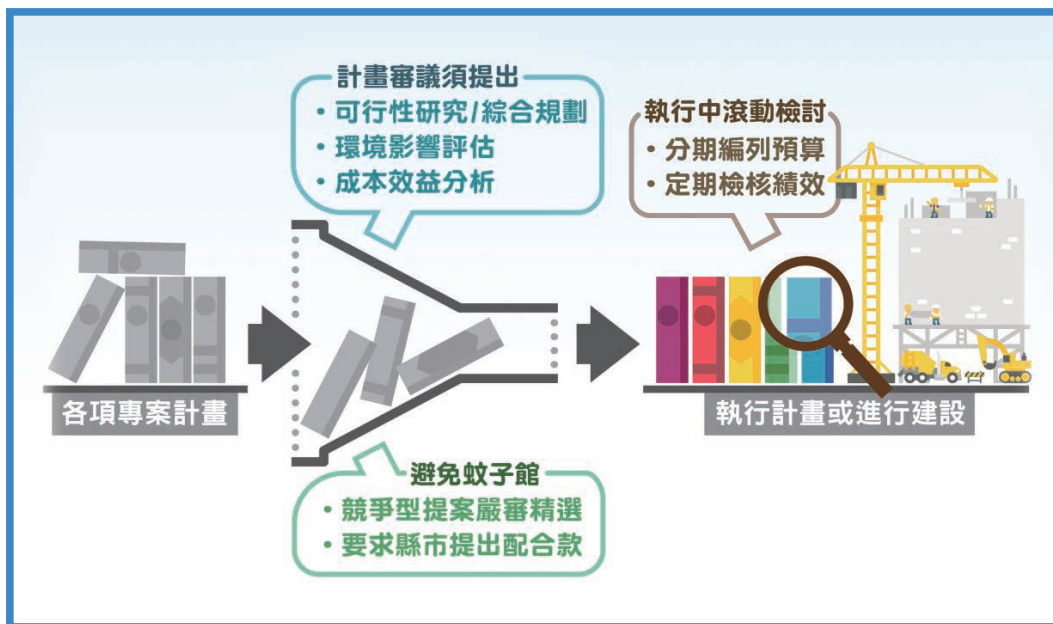 計畫審議須提出
・可行性研究/綜合規劃
・環境影響評估
・成本效益分析
執行中滾動檢討
・分期編列預算
・定期檢核績效
各項專案計畫
執行計畫或進行建設
避免蚊子館
・競爭型提案嚴審精選
・要求縣市提出配合款